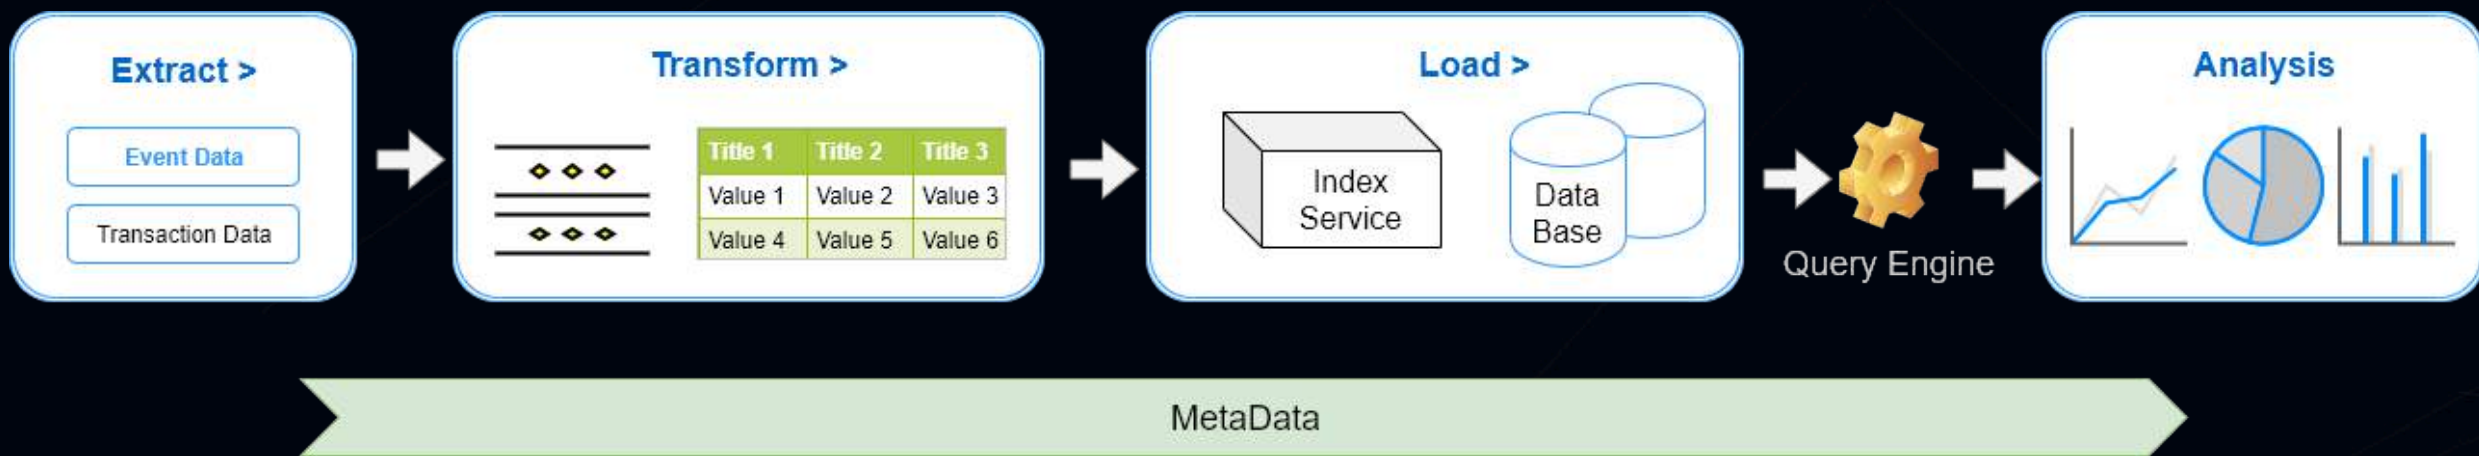 Extract >
Event Data
Transaction Data
Transform >
Title 1 Title 2 Title 3
Value 1 Value 2 Value 3
Value 4 Value 5 Value 6
Load >
Index
Service
Data
Base
Query Engine
Analysis
MetaData